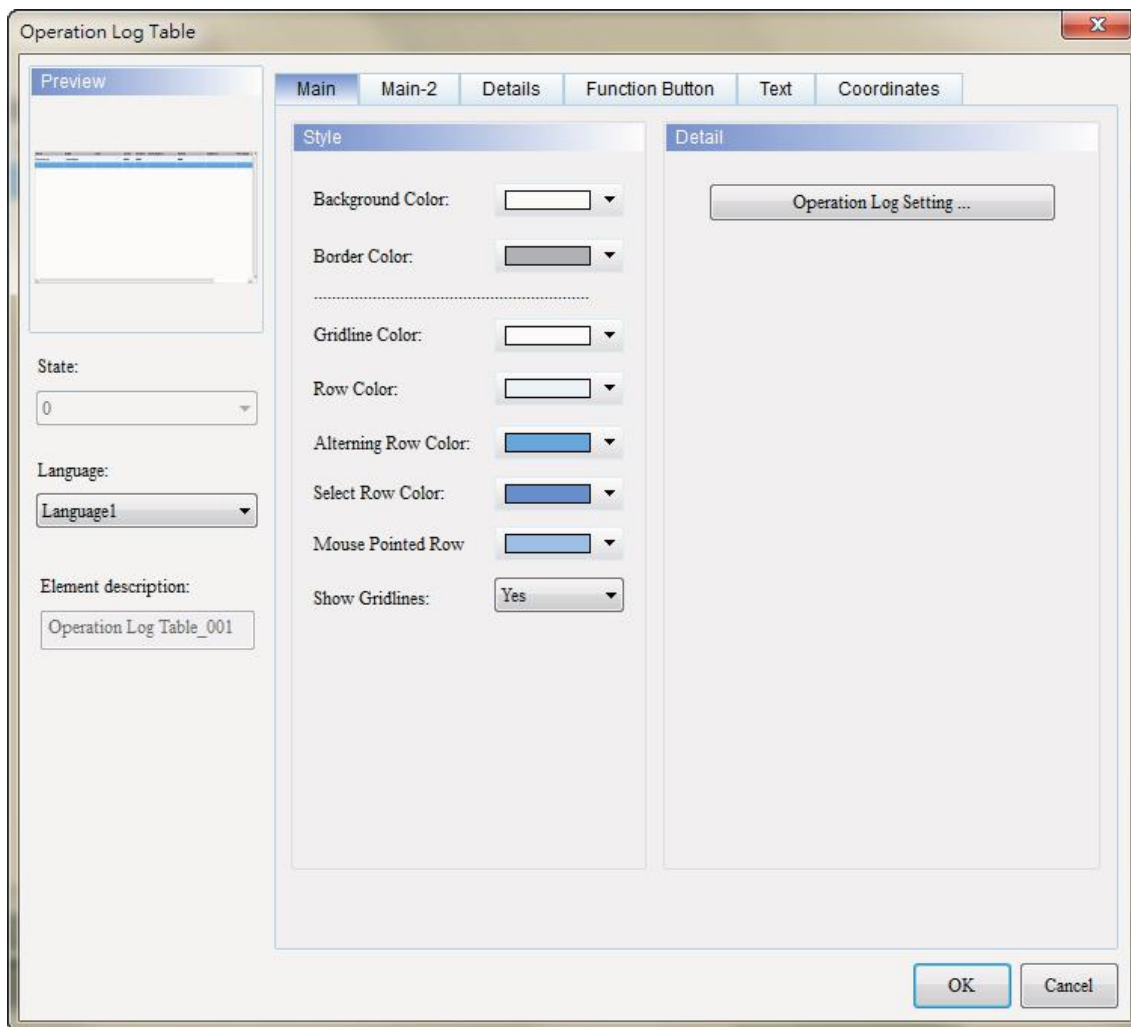 Operation Log Table
Preview
State:
0
Language:
Language1
Element description:
Operation Log Table_001
Main
Main-2
Details
Function Button
Text
Coordinates
Style
Background Color:
Border Color:
Gridline Color:
Row Color:
Alterning Row Color:
Select Row Color:
Mouse Pointed Row
Show Gridlines:
Yes
Detail
Operation Log Setting ...
OK
Cancel